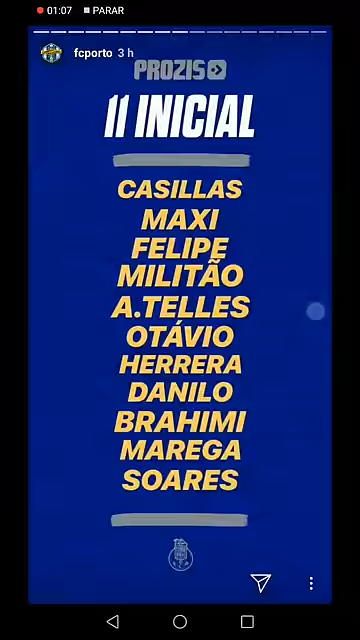 01:07 PARAR
fcporto 3 h
PROZIS
11 INICIAL
CASILLAS
MAXI
FELIPE
MILITÃO
A.TELLES
OTÁVIO
HERRERA
DANILO
BRAHIMI
MAREGA
SOARES